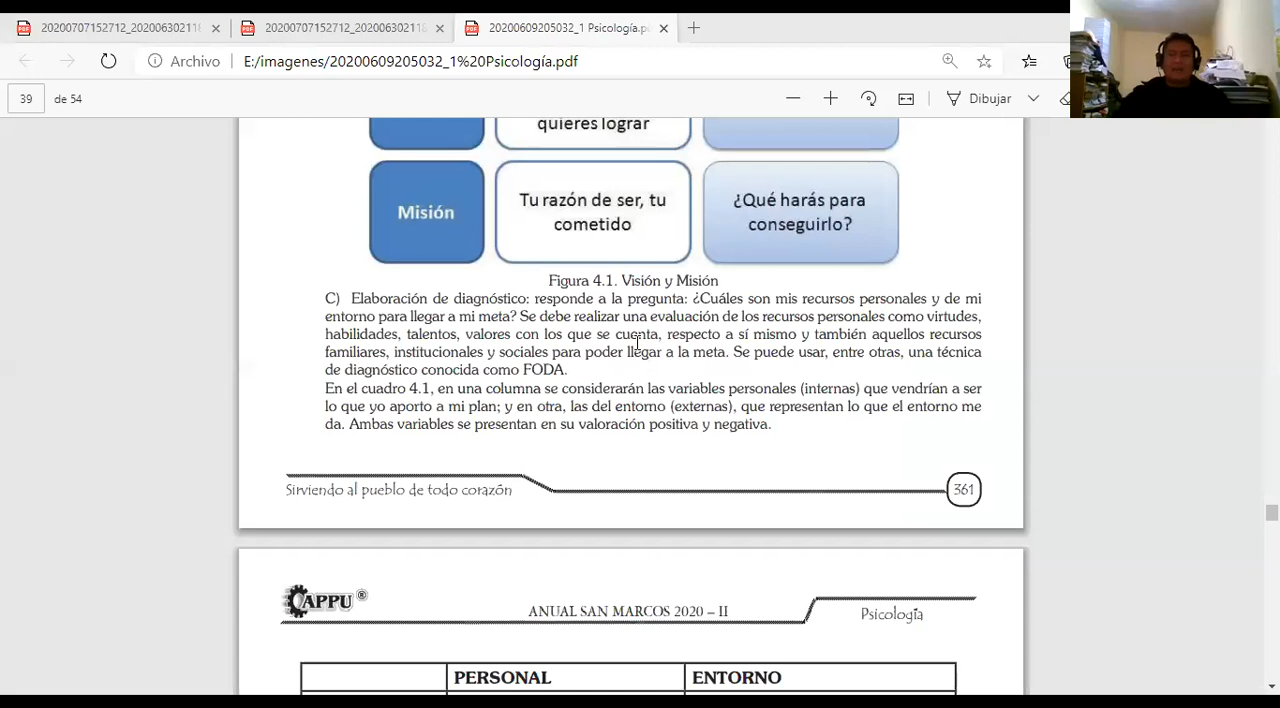 20200707152712_2020063021
20200707152712_2020063021
20200609205032_1 Psicología.p
Archivo
E:/imagenes/20200609205032_1%20Psicología.pdf
39
de 54
Dibujar
quieres lograr
Misión
Tu razón de ser, tu
cometido
¿Qué harás para
conseguirlo?
Figura 4.1. Visión y Misión
C) Elaboración de diagnóstico: responde a la pregunta: ¿Cuáles son mis recursos personales y de mi
entorno para llegar a mi meta? Se debe realizar una evaluación de los recursos personales como virtudes,
habilidades, talentos, valores con los que se cuenta, respecto a sí mismo y también aquellos recursos
familiares, institucionales y sociales para poder llegar a la meta. Se puede usar, entre otras, una técnica
de diagnóstico conocida como FODA.
En el cuadro 4.1, en una columna se considerarán las variables personales (internas) que vendrían a ser
lo que yo aporto a mi plan; y en otra, las del entorno (externas), que representan lo que el entorno me
da. Ambas variables se presentan en su valoración positiva y negativa.
Sirviendo al pueblo de todo corazón
361
APPU ®
ANUAL SAN MARCOS 2020 – II
Psicología
PERSONAL
ENTORNO